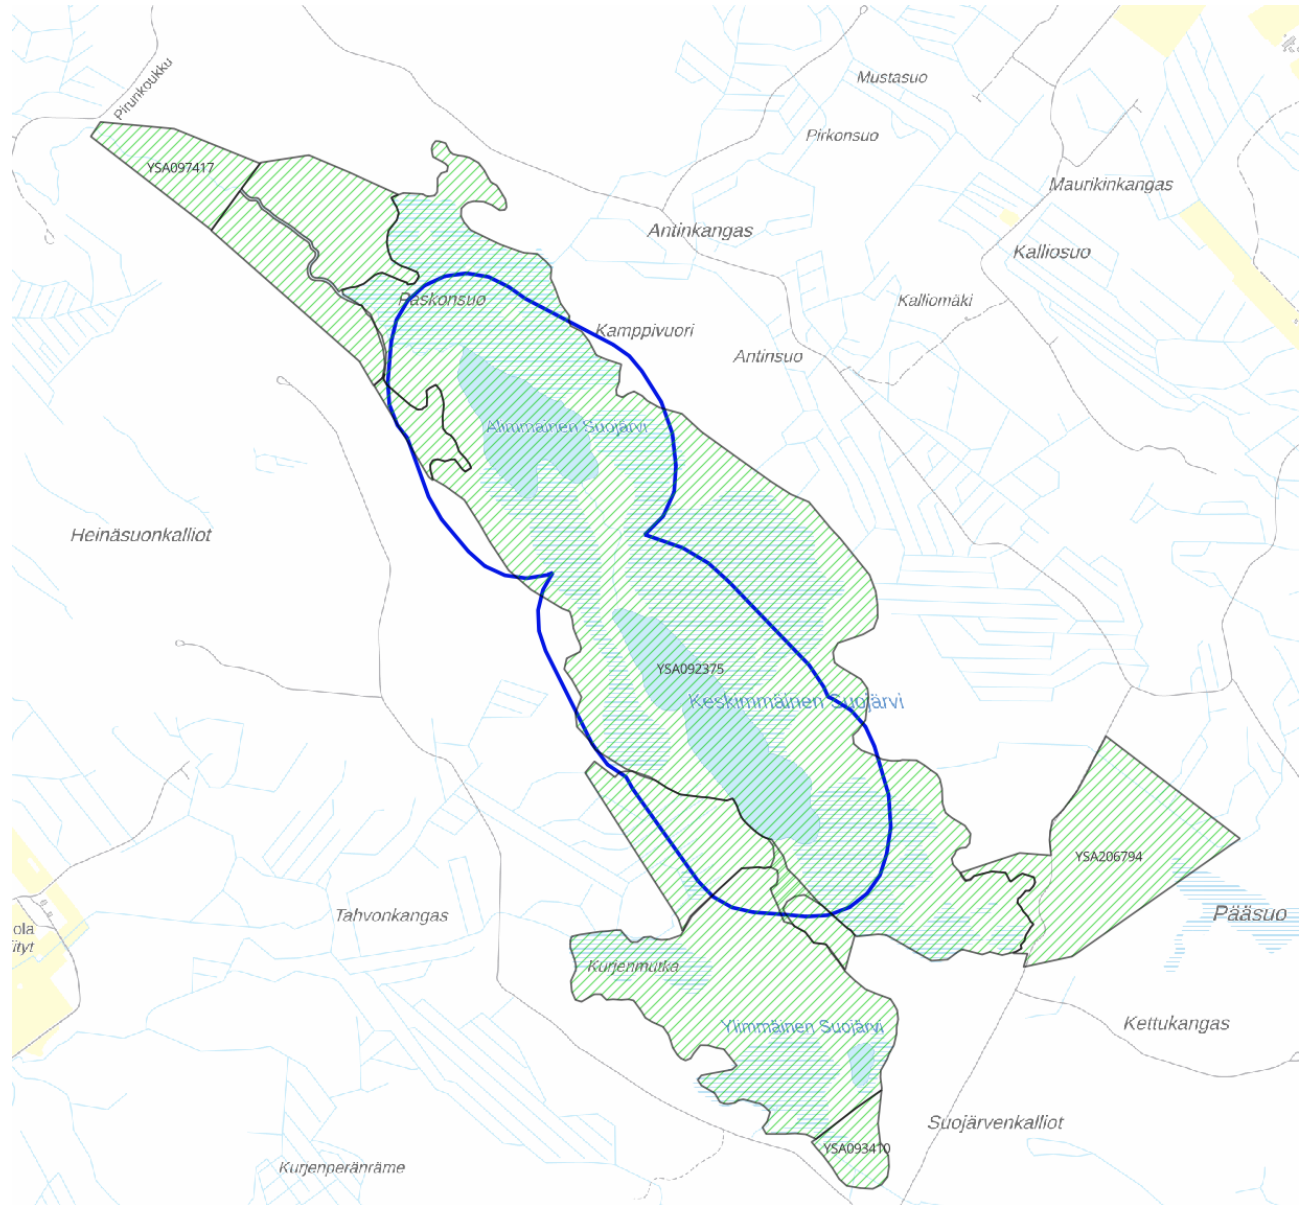 Mustasuo
Pirunkoukku
Pirkonsuo
YSA097417
Maurikinkangas
Antinkangas
Kalliosuo
Paskonsuo
Kalliomäki
Kamppivuori
Antinsuo
Alimmainen Suojärvi
Heinäsuonkalliot
YSA092375
Keskimmäinen Suojärvi
YSA206794
Tahvonkangas
Pääsuo
ola
Kurjenmutka
Ylimmäinen Suojärvi
Kettukangas
Suojärvenkalliot
YSA093410
Kurjenperänräme